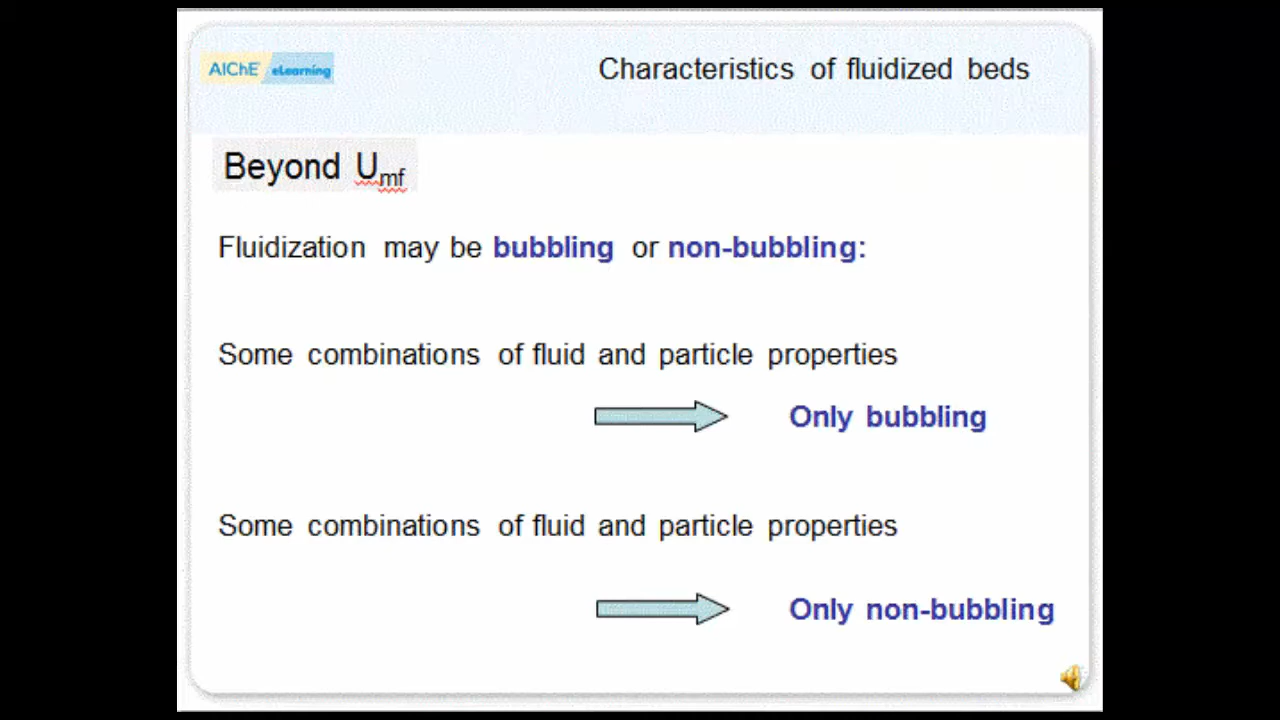 AIChE eLearning
Characteristics of fluidized beds
Beyond Umf
Fluidization may be bubbling or non-bubbling:
Some combinations of fluid and particle properties
Only bubbling
Some combinations of fluid and particle properties
Only non-bubbling